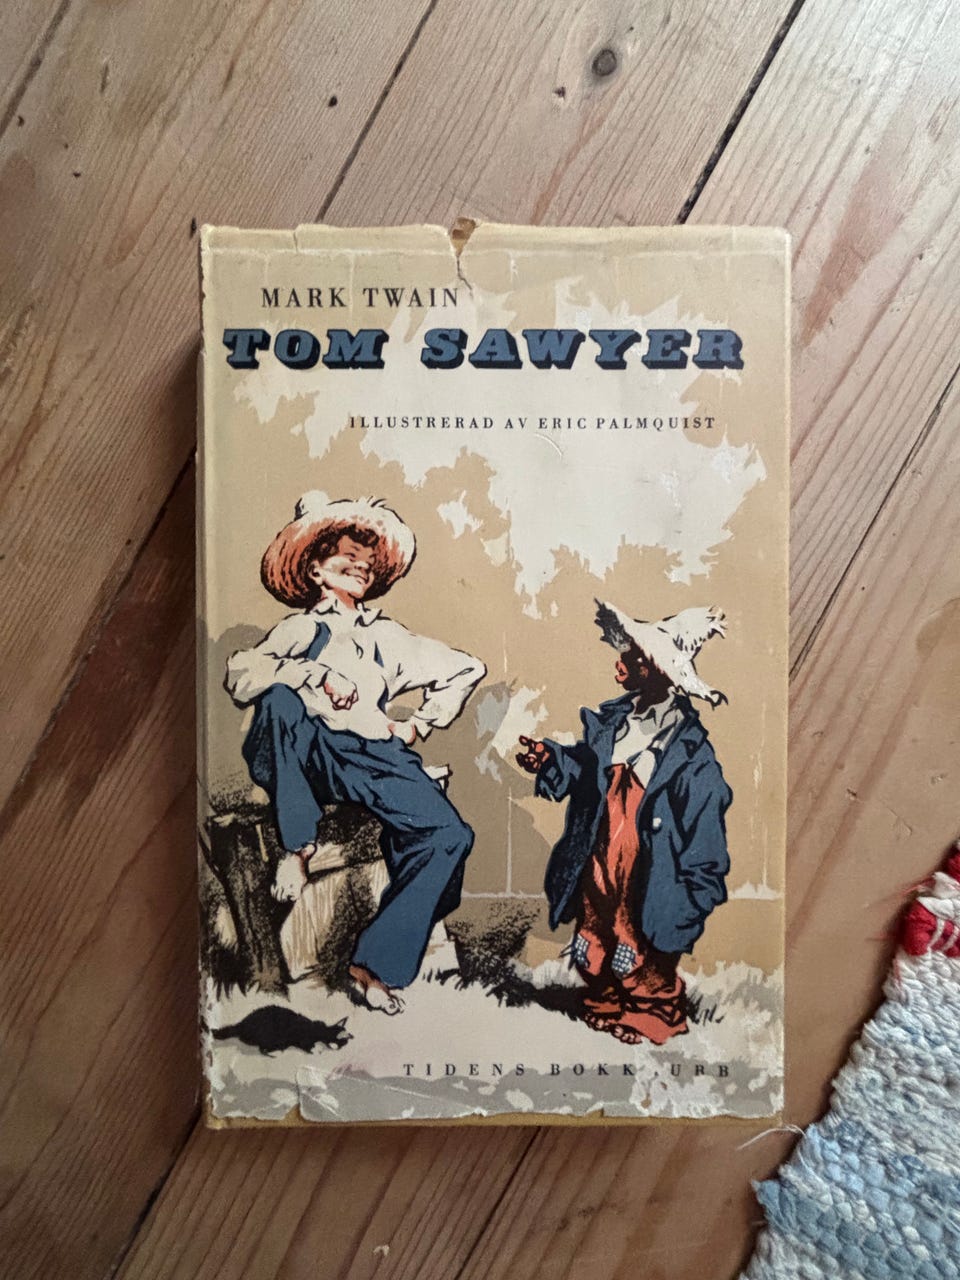 MARK TWAIN
TOM SAWYER
ILLUSTRERAD AV ERIC PALMQUIST
TIDENS BOKK URB